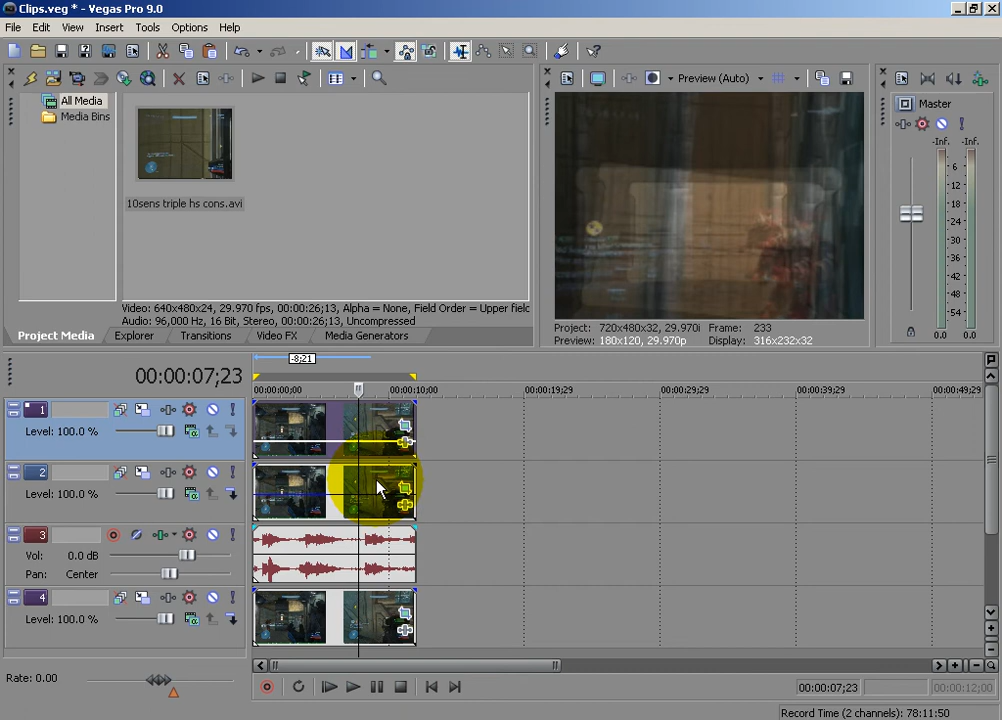 Clips.veg * - Vegas Pro 9.0
File Edit View Insert Tools Options Help
Preview (Auto)
All Media
Media Bins
10sens triple hs cons.avi
Video: 640x480x24, 29.970 fps, 00:00:26;13, Alpha = None, Field Order = Upper field
Audio: 96,000 Hz, 16 Bit, Stereo, 00:00:26;13, Uncompressed
Project Media Explorer Transitions Video FX Media Generators
Project: 720x480x32, 29.970i Frame: 233
Preview: 180x120, 29.970p Display: 316x232x32
Master
-Inf. -Inf.
6
12
18
24
30
36
42
48
54
0.0 0.0
-8;21
00:00:07;23
00:00:00;00 00:00:10;00 00:00:19;29 00:00:29;29 00:00:39;29 00:00:49;29
1
Level: 100.0 %
2
Level: 100.0 %
3
Vol: 0.0 dB
Pan: Center
4
Level: 100.0 %
Rate: 0.00
00:00:07;23 00:00:12;00
Record Time (2 channels): 78:11:50